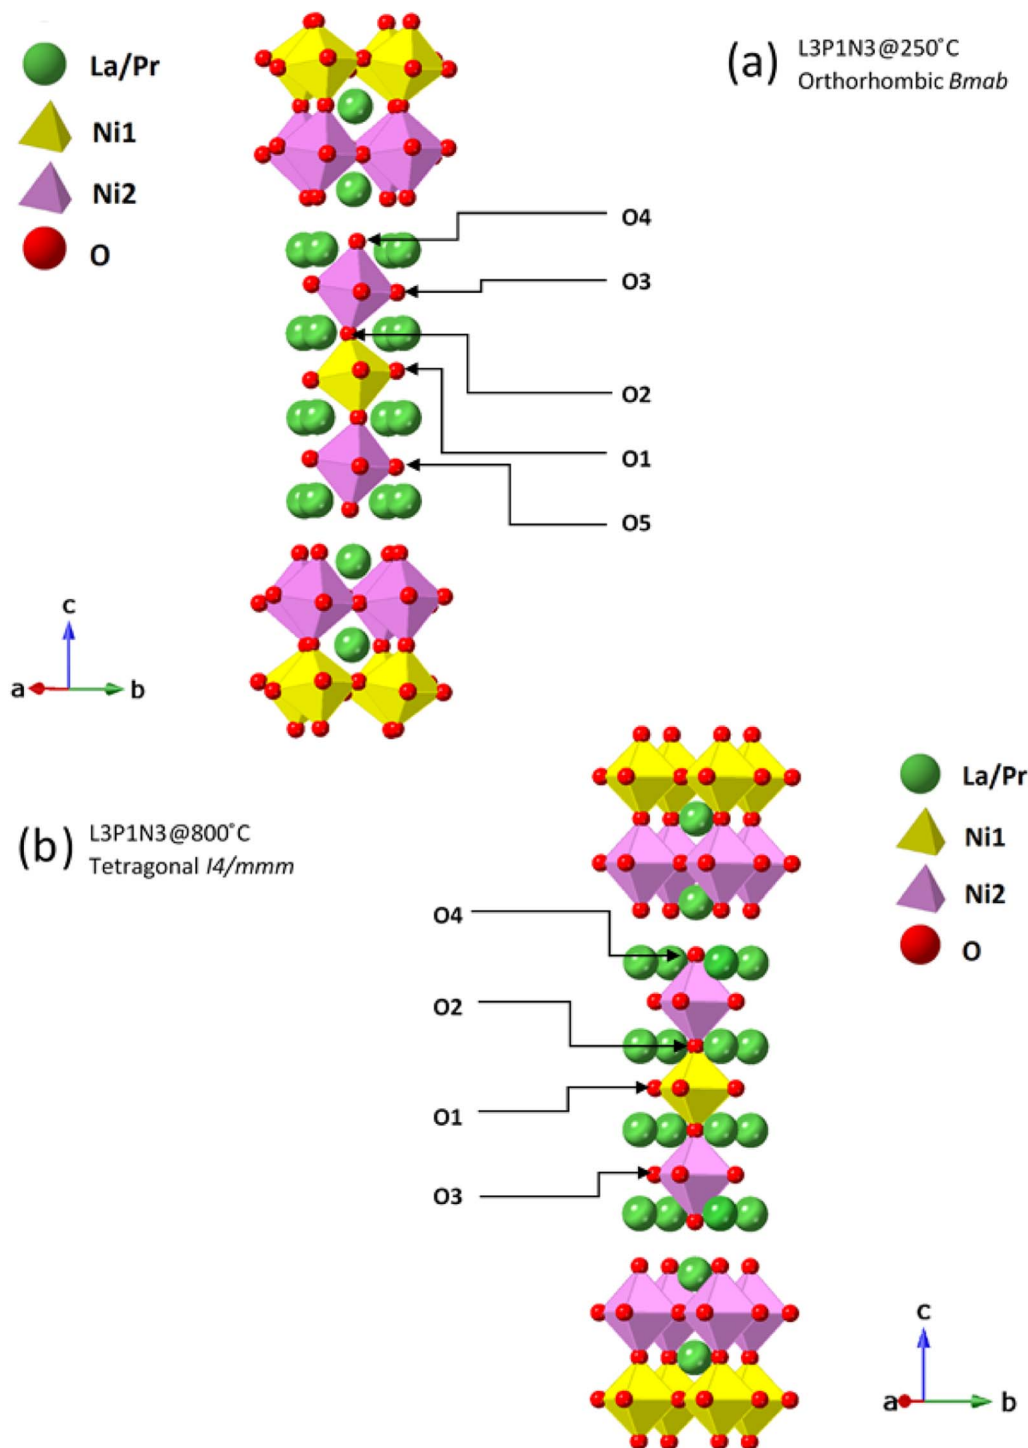 La/Pr
Ni1
Ni2
O
(a)
L3P1N3@250˚C
Orthorhombic Bmab
O4
O3
O2
O1
O5
c
a
b
(b)
L3P1N3@800˚C
Tetragonal I4/mmm
La/Pr
Ni1
Ni2
O
O4
O2
O1
O3
c
a
b